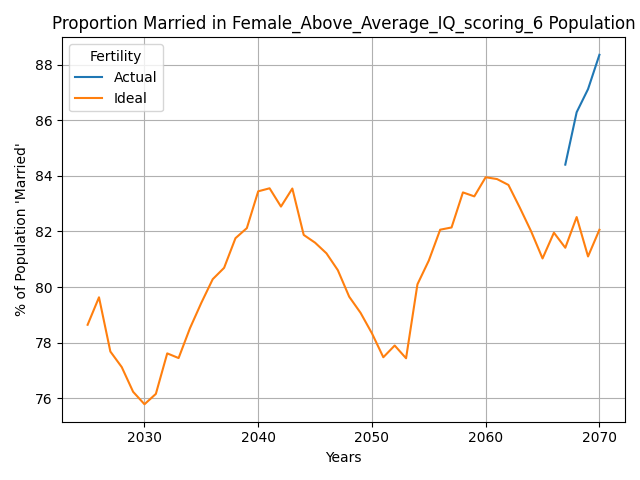 Proportion Married in Female_Above_Average_IQ_scoring_6 Population
Fertility
Actual
Ideal
% of Population 'Married'
88
86
84
82
80
78
76
2030
2040
2050
2060
2070
Years